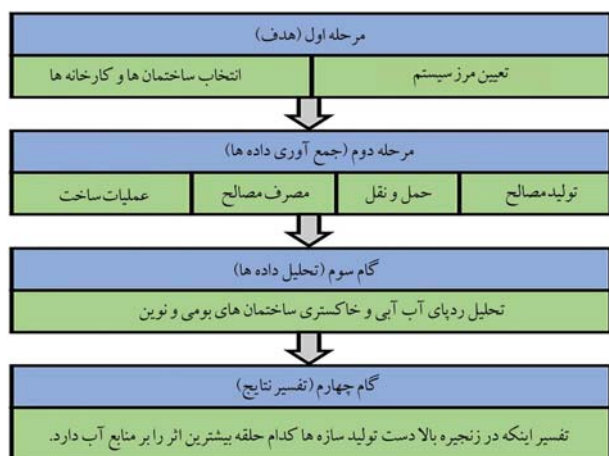 مرحله اول (هدف)
تعیین مرز سیستم
انتخاب ساختمان ها و کارخانه ها
مرحله دوم (جمع آوری داده ها)
تولید مصالح
حمل و نقل
مصرف مصالح
عملیات ساخت
گام سوم (تحلیل داده ها)
تحلیل ردپای آب آبی و خاکستری ساختمان های بومی و نوین
گام چهارم (تفسیر نتایج)
تفسیر اینکه در زنجیره بالا دست تولید سازه ها کدام حلقه بیشترین اثر را بر منابع آب دارد.